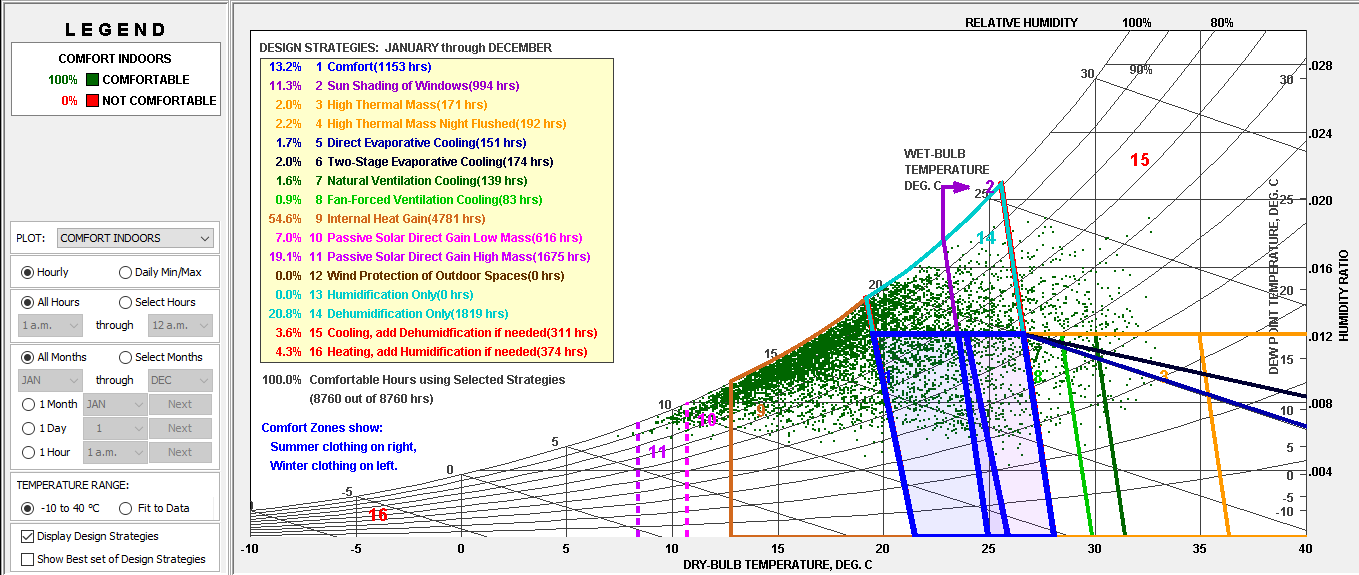 LEGEND
COMFORT INDOORS
100% COMFORTABLE
0% NOT COMFORTABLE
PLOT: COMFORT INDOORS
Hourly Daily Min/Max
All Hours Select Hours
1 a.m. through 12 a.m.
All Months Select Months
JAN through DEC
1 Month JAN Next
1 Day 1 Next
1 Hour 1 a.m. Next
TEMPERATURE RANGE:
-10 to 40 °C Fit to Data
Display Design Strategies
Show Best set of Design Strategies
RELATIVE HUMIDITY 100% 80%
DESIGN STRATEGIES: JANUARY through DECEMBER
13.2% 1 Comfort(1153 hrs)
11.3% 2 Sun Shading of Windows(994 hrs)
2.0% 3 High Thermal Mass(171 hrs)
2.2% 4 High Thermal Mass Night Flushed(192 hrs)
1.7% 5 Direct Evaporative Cooling(151 hrs)
2.0% 6 Two-Stage Evaporative Cooling(174 hrs)
1.6% 7 Natural Ventilation Cooling(139 hrs)
0.9% 8 Fan-Forced Ventilation Cooling(83 hrs)
54.6% 9 Internal Heat Gain(4781 hrs)
7.0% 10 Passive Solar Direct Gain Low Mass(616 hrs)
19.1% 11 Passive Solar Direct Gain High Mass(1675 hrs)
0.0% 12 Wind Protection of Outdoor Spaces(0 hrs)
0.0% 13 Humidification Only(0 hrs)
20.8% 14 Dehumidification Only(1819 hrs)
3.6% 15 Cooling, add Dehumidfication if needed(311 hrs)
4.3% 16 Heating, add Humidification if needed(374 hrs)
100.0% Comfortable Hours using Selected Strategies
(8760 out of 8760 hrs)
Comfort Zones show:
Summer clothing on right,
Winter clothing on left.
WET-BULB
TEMPERATURE
DEG. C
90%
30
30
15
2
25
25
14
20
20
15
15
10
10
9
10
11
5
5
0
0
-5
-5
-10
16
3
8
7
1
.028
.024
.020
.016
.012
.008
.004
DEW POINT TEMPERATURE, DEG. C
HUMIDITY RATIO
-10 -5 0 5 10 15 20 25 30 35 40
DRY-BULB TEMPERATURE, DEG. C